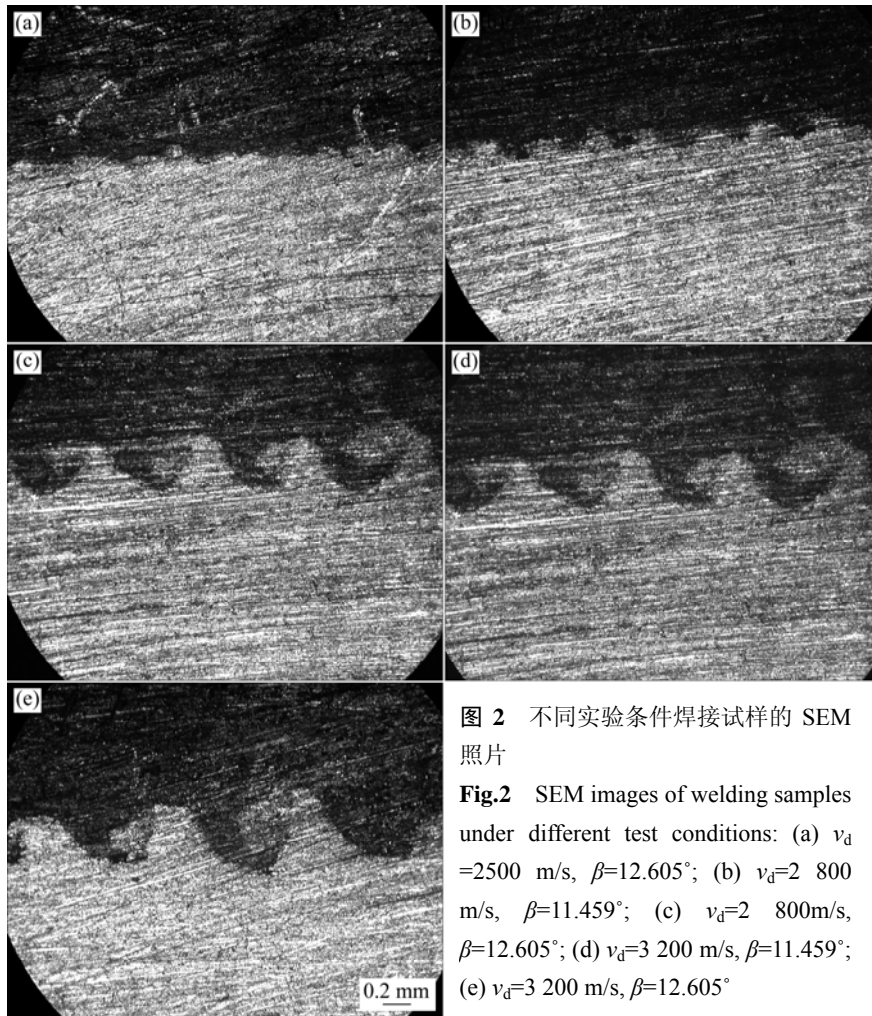 (a)
(b)
(c)
(d)
(e)
0.2 mm
图 2 不同实验条件焊接试样的 SEM
照片
Fig.2 SEM images of welding samples
under different test conditions: (a) vd
=2500 m/s, β=12.605°; (b) vd=2 800
m/s, β=11.459°; (c) vd=2 800m/s,
β=12.605°; (d) vd=3 200 m/s, β=11.459°;
(e) vd=3 200 m/s, β=12.605°